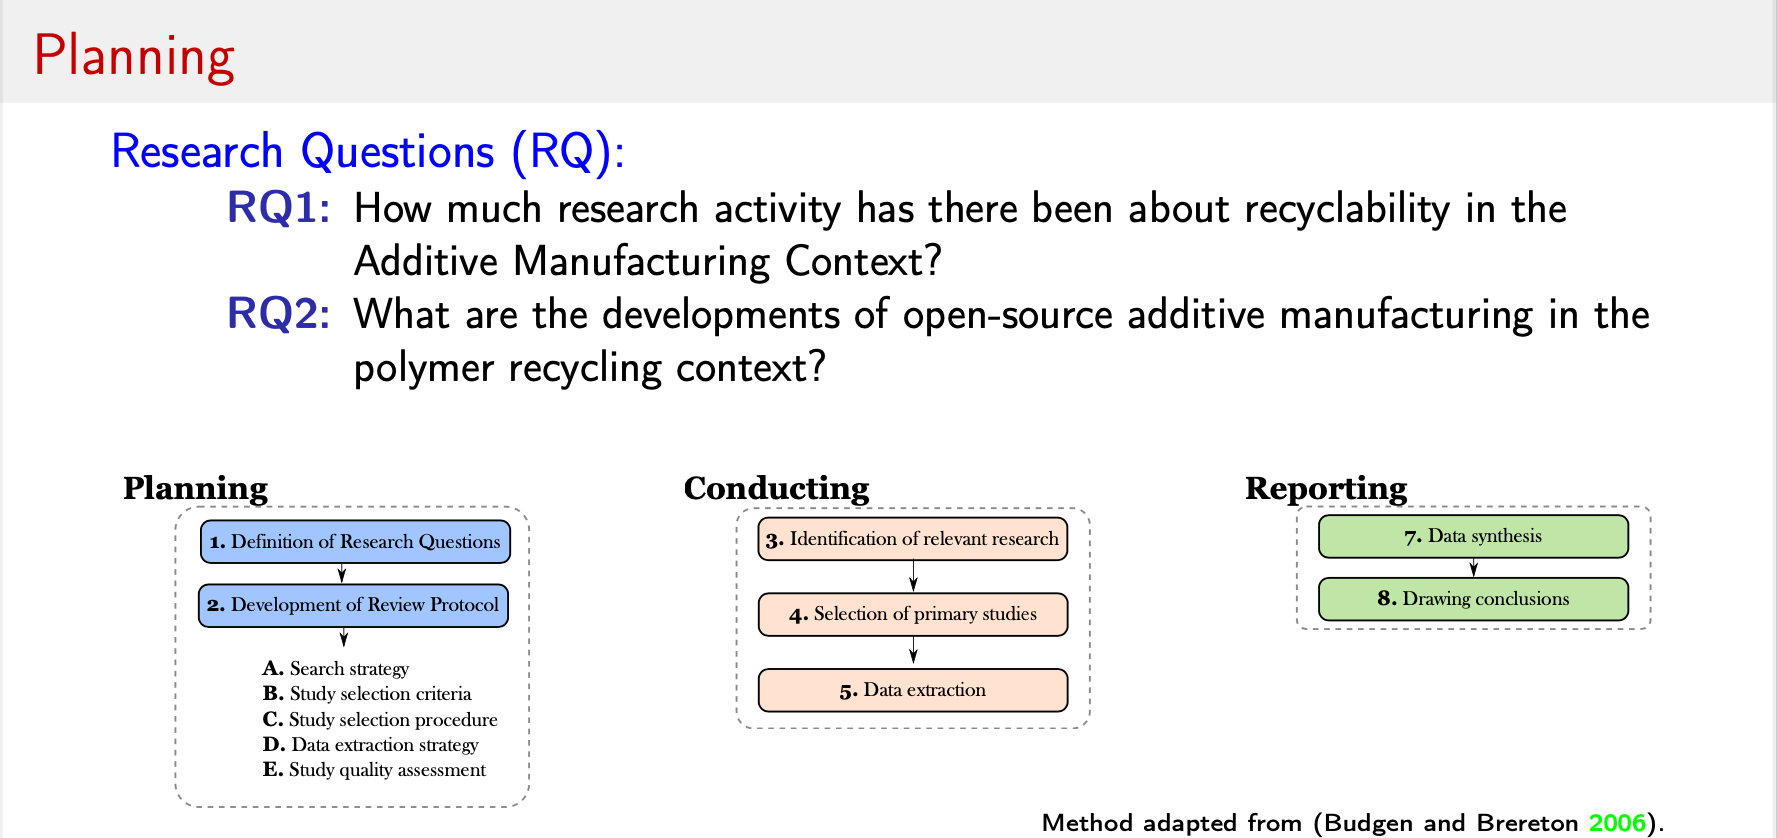 Planning
Research Questions (RQ):
RQ1: How much research activity has there been about recyclability in the
Additive Manufacturing Context?
RQ2: What are the developments of open-source additive manufacturing in the
polymer recycling context?
Planning
1. Definition of Research Questions
2. Development of Review Protocol
A. Search strategy
B. Study selection criteria
C. Study selection procedure
D. Data extraction strategy
E. Study quality assessment
Conducting
3. Identification of relevant research
4. Selection of primary studies
5. Data extraction
Reporting
7. Data synthesis
8. Drawing conclusions
Method adapted from (Budgen and Brereton 2006).